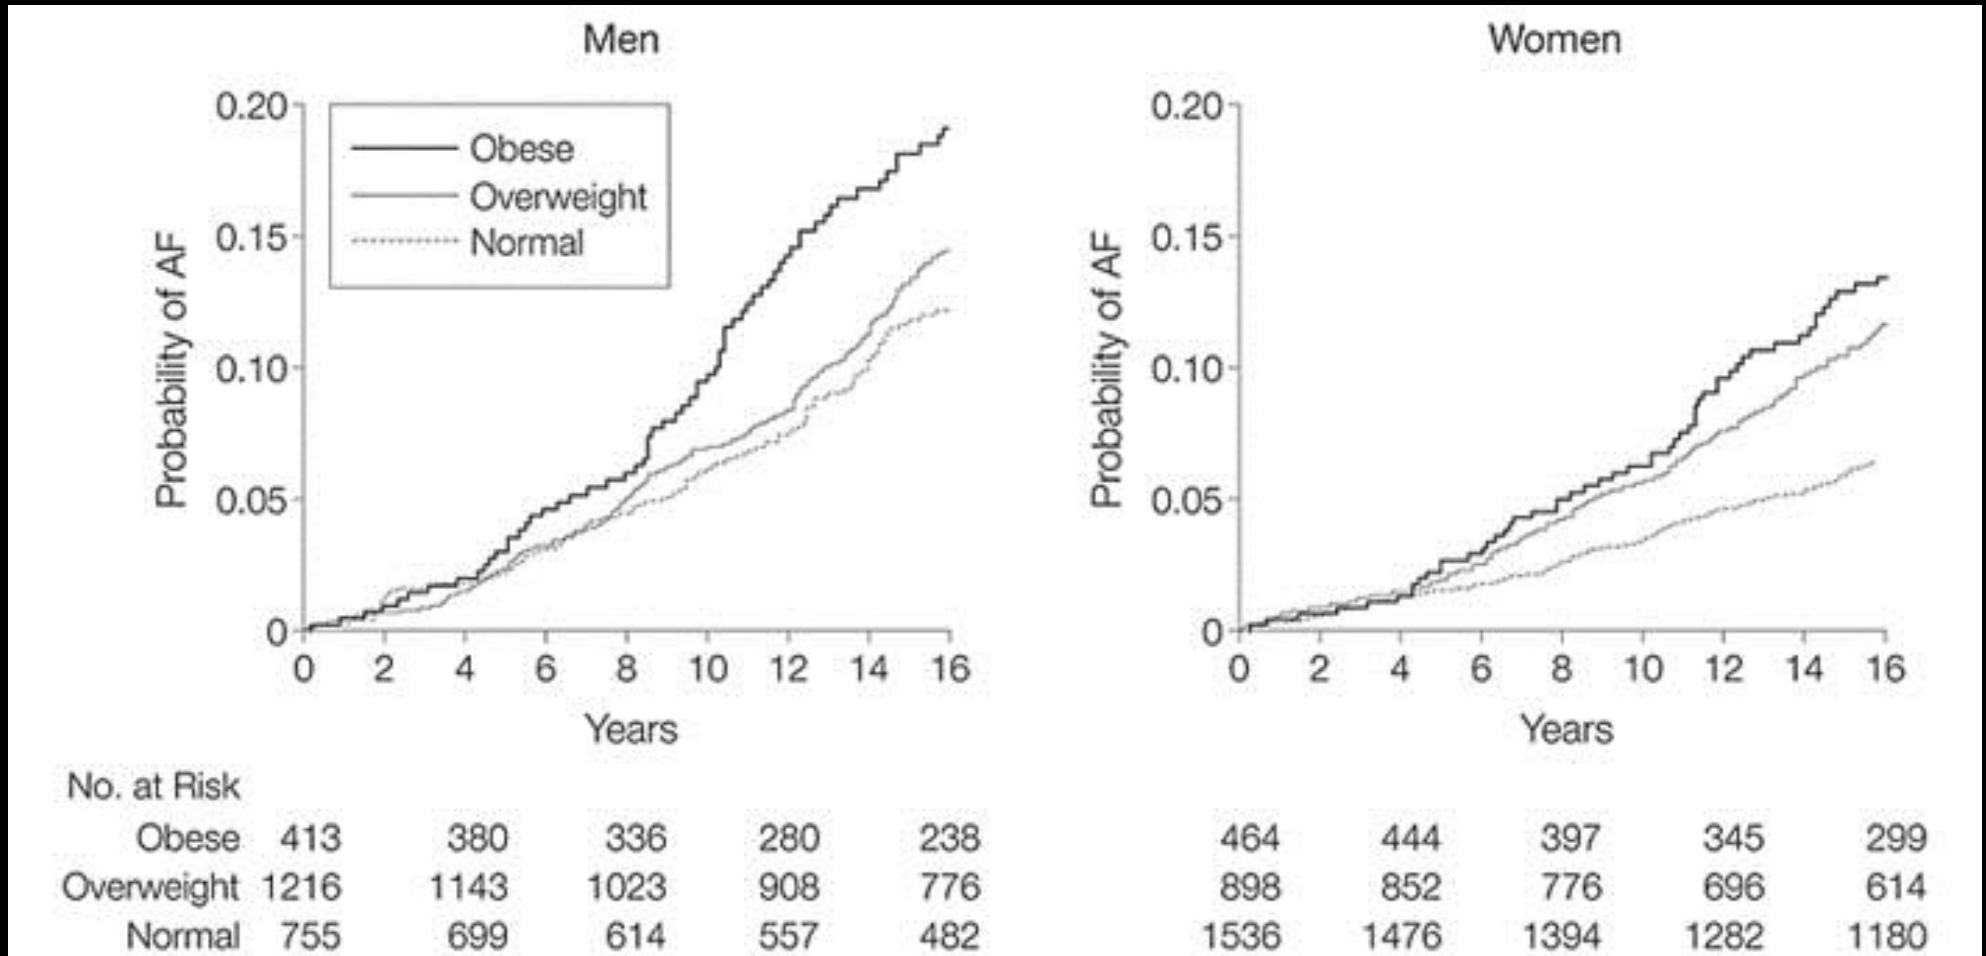 Men
Women
0.20
0.15
0.10
0.05
0
Probability of AF
Obese
Overweight
Normal
0 2 4 6 8 10 12 14 16
Years
0.20
0.15
0.10
0.05
0
Probability of AF
0 2 4 6 8 10 12 14 16
Years
No. at Risk
Obese 413 380 336 280 238 464 444 397 345 299
Overweight 1216 1143 1023 908 776 898 852 776 696 614
Normal 755 699 614 557 482 1536 1476 1394 1282 1180